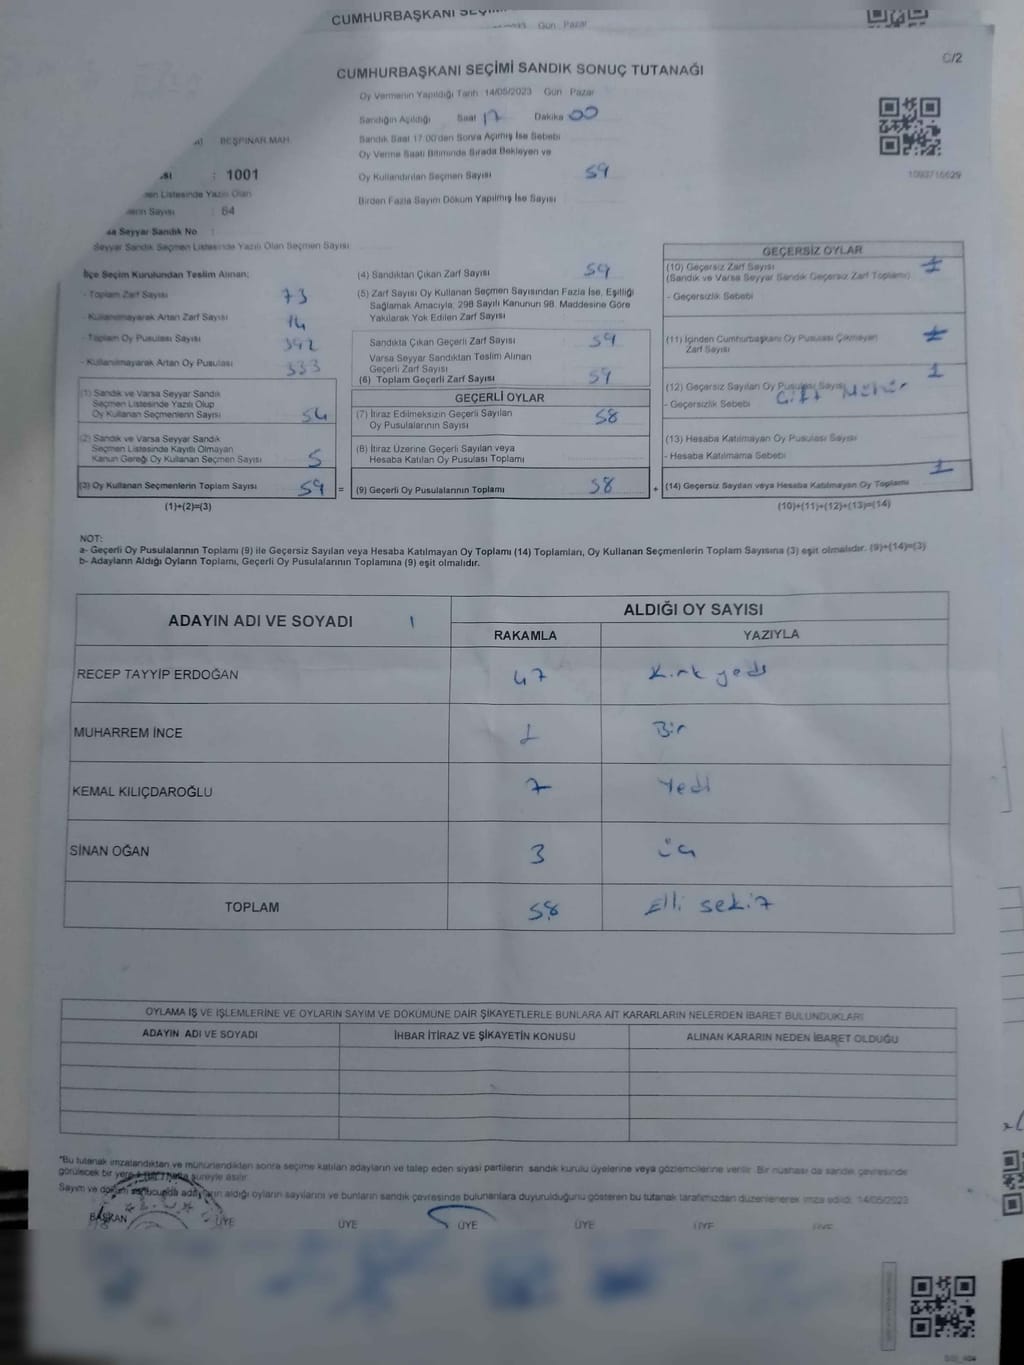 CUMHURBAŞKANI
Gün : Pazar
C/2
CUMHURBAŞKANI SEÇİMİ SANDIK SONUÇ TUTANAĞI
Oy Vermenin Yapıldığı Tarih 14/05/2023 Gün : Pazar
Sandığın Açıldığı Saat 17 Dakika 00
Sandık Saat 17:00'den Sonra Açılmış İse Sebebi
Oy Verme Saati Bitiminde Sırada Bekleyen ve
Oy Kullandırılan Seçmen Sayısı 59
Birden Fazla Sayım Döküm Yapılmış İse Sayısı
BEŞPINAR MAH.
: 1001
Listesinde Yazılı Olan
Sayısı : 64
Seyyar Sandık No :
Seyyar Sandık Seçmen Listesinde Yazılı Olan Seçmen Sayısı
İlçe Seçim Kurulundan Teslim Alınan;
- Toplam Zarf Sayısı 73
- Kullanılmayarak Artan Zarf Sayısı 14
- Toplam Oy Pusulası Sayısı 392
- Kullanılmayarak Artan Oy Pusulası 333
(1) Sandık ve Varsa Seyyar Sandık
Seçmen Listesinde Yazılı Olup
Oy Kullanan Seçmenlerin Sayısı 54
(2) Sandık ve Varsa Seyyar Sandık
Seçmen Listesinde Kayıtlı Olmayan
Kanun Gereği Oy Kullanan Seçmen Sayısı 5
(3) Oy Kullanan Seçmenlerin Toplam Sayısı 59 =
(1)+(2)=(3)
(4) Sandıktan Çıkan Zarf Sayısı 59
(5) Zarf Sayısı Oy Kullanan Seçmen Sayısından Fazla İse, Eşitliği
Sağlamak Amacıyla, 298 Sayılı Kanunun 98. Maddesine Göre
Yakılarak Yok Edilen Zarf Sayısı
Sandıkta Çıkan Geçerli Zarf Sayısı 59
Varsa Seyyar Sandıktan Teslim Alınan
Geçerli Zarf Sayısı
(6) Toplam Geçerli Zarf Sayısı 59
GEÇERLİ OYLAR
(7) İtiraz Edilmeksizin Geçerli Sayılan
Oy Pusulalarının Sayısı 58
(8) İtiraz Üzerine Geçerli Sayılan veya
Hesaba Katılan Oy Pusulası Toplamı
(9) Geçerli Oy Pusulalarının Toplamı 58 +
GEÇERSİZ OYLAR
(10) Geçersiz Zarf Sayısı
(Sandık ve Varsa Seyyar Sandık Geçersiz Zarf Toplamı)
- Geçersizlik Sebebi
(11) İçinden Cumhurbaşkanı Oy Pusulası Çıkmayan
Zarf Sayısı
(12) Geçersiz Sayılan Oy Pusulası Sayısı 1
- Geçersizlik Sebebi Çift Mühür
(13) Hesaba Katılmayan Oy Pusulası Sayısı
- Hesaba Katılmama Sebebi
(14) Geçersiz Sayılan veya Hesaba Katılmayan Oy Toplamı 1
(10)+(11)+(12)+(13)=(14)
NOT:
a- Geçerli Oy Pusulalarının Toplamı (9) ile Geçersiz Sayılan veya Hesaba Katılmayan Oy Toplamı (14) Toplamları, Oy Kullanan Seçmenlerin Toplam Sayısına (3) eşit olmalıdır. (9)+(14)=(3)
b- Adayların Aldığı Oyların Toplamı, Geçerli Oy Pusulalarının Toplamına (9) eşit olmalıdır.
ADAYIN ADI VE SOYADI ALDIĞI OY SAYISI
RAKAMLA YAZIYLA
RECEP TAYYİP ERDOĞAN 47 Kırk yedi
MUHARREM İNCE 1 Bir
KEMAL KILIÇDAROĞLU 7 Yedi
SİNAN OĞAN 3 üç
TOPLAM 58 Elli sekiz
OYLAMA İŞ VE İŞLEMLERİNE VE OYLARIN SAYIM VE DÖKÜMÜNE DAİR ŞİKAYETLERLE BUNLARA AİT KARARLARIN NELERDEN İBARET BULUNDUKLARI
ADAYIN ADI VE SOYADI İHBAR İTİRAZ VE ŞİKAYETİN KONUSU ALINAN KARARIN NEDEN İBARET OLDUĞU
*Bu tutanak imzalandıktan ve mühürlendikten sonra seçime katılan adayların ve talep eden siyasi partilerin sandık kurulu üyelerine veya gözlemcilerine verilir. Bir nüshası da sandık çevresinde
görülecek bir yere süreyle asılır.
Sayım ve döküm sonucunda adayların aldığı oyların sayılarını ve bunların sandık çevresinde bulunanlara duyurulduğunu gösteren bu tutanak tarafımızdan düzenlenerek imza edildi. 14/05/2023
BAŞKAN ÜYE ÜYE ÜYE ÜYE ÜYE ÜYE